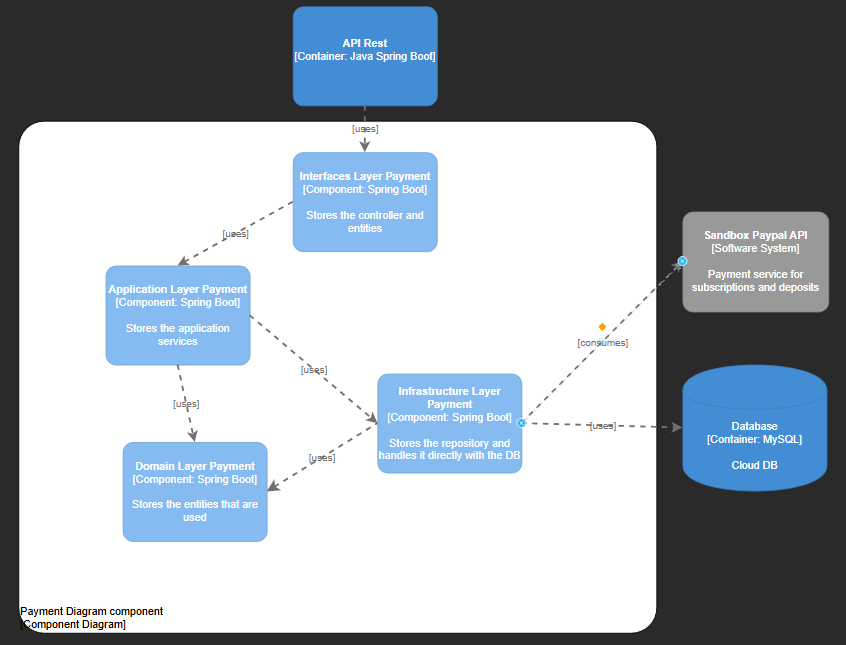 API Rest
[Container: Java Spring Boot]
[uses]
Interfaces Layer Payment
[Component: Spring Boot]
Stores the controller and
entities
[uses]
Application Layer Payment
[Component: Spring Boot]
Stores the application
services
[uses]
[uses]
Infrastructure Layer
Payment
[Component: Spring Boot]
Stores the repository and
handles it directly with the DB
[uses]
Domain Layer Payment
[Component: Spring Boot]
Stores the entities that are
used
[consumes]
Sandbox Paypal API
[Software System]
Payment service for
subscriptions and deposits
[uses]
Database
[Container: MySQL]
Cloud DB
Payment Diagram component
[Component Diagram]